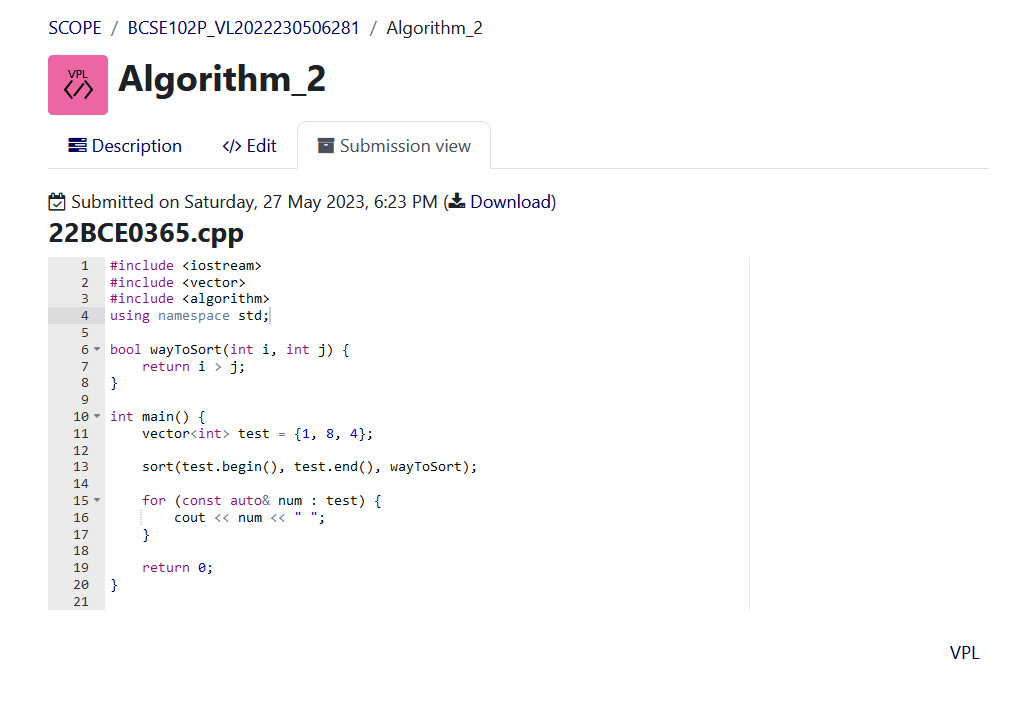 SCOPE / BCSE102P_VL2022230506281 / Algorithm_2
VPL
</>
Algorithm_2
Description
</> Edit
Submission view
Submitted on Saturday, 27 May 2023, 6:23 PM (Download)
22BCE0365.cpp
1 #include <iostream>
2 #include <vector>
3 #include <algorithm>
4 using namespace std;
5
6 bool wayToSort(int i, int j) {
7     return i > j;
8 }
9
10 int main() {
11     vector<int> test = {1, 8, 4};
12
13     sort(test.begin(), test.end(), wayToSort);
14
15     for (const auto& num : test) {
16         cout << num << " ";
17     }
18
19     return 0;
20 }
21
VPL